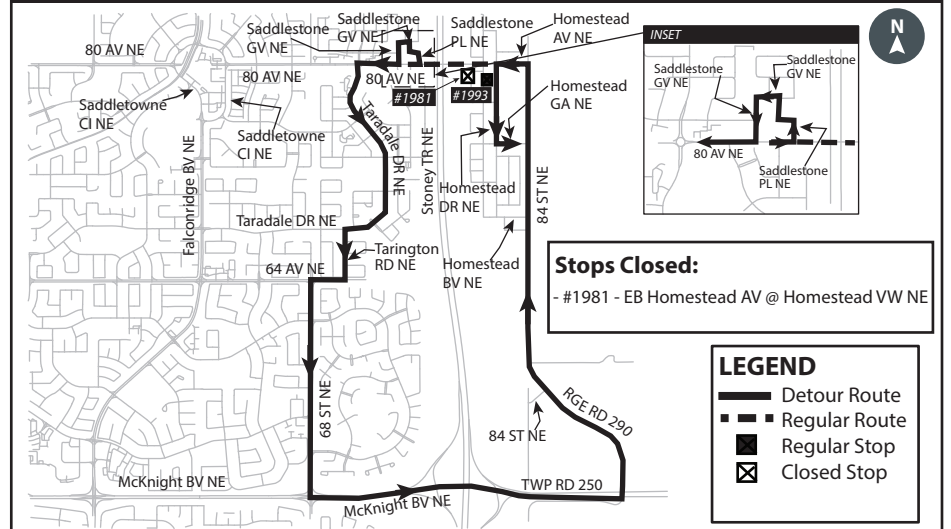 Saddlestone
GV NE
Saddlestone
GV NE
Saddlestone
PL NE
Homestead
AV NE
80 AV NE
80 AV NE
80 AV NE
#1981
#1993
Homestead
GA NE
Saddletowne
CI NE
Saddletowne
CI NE
Taradale DR NE
Stoney TR NE
Falconridge BV NE
Homestead
DR NE
84 ST NE
Taradale DR NE
Tarington
RD NE
Homestead
BV NE
64 AV NE
68 ST NE
84 ST NE
RGE RD 290
McKnight BV NE
McKnight BV NE
TWP RD 250
INSET
Saddlestone
GV NE
Saddlestone
GV NE
80 AV NE
Saddlestone
PL NE
N
Stops Closed:
- #1981 - EB Homestead AV @ Homestead VW NE
LEGEND
Detour Route
Regular Route
Regular Stop
Closed Stop